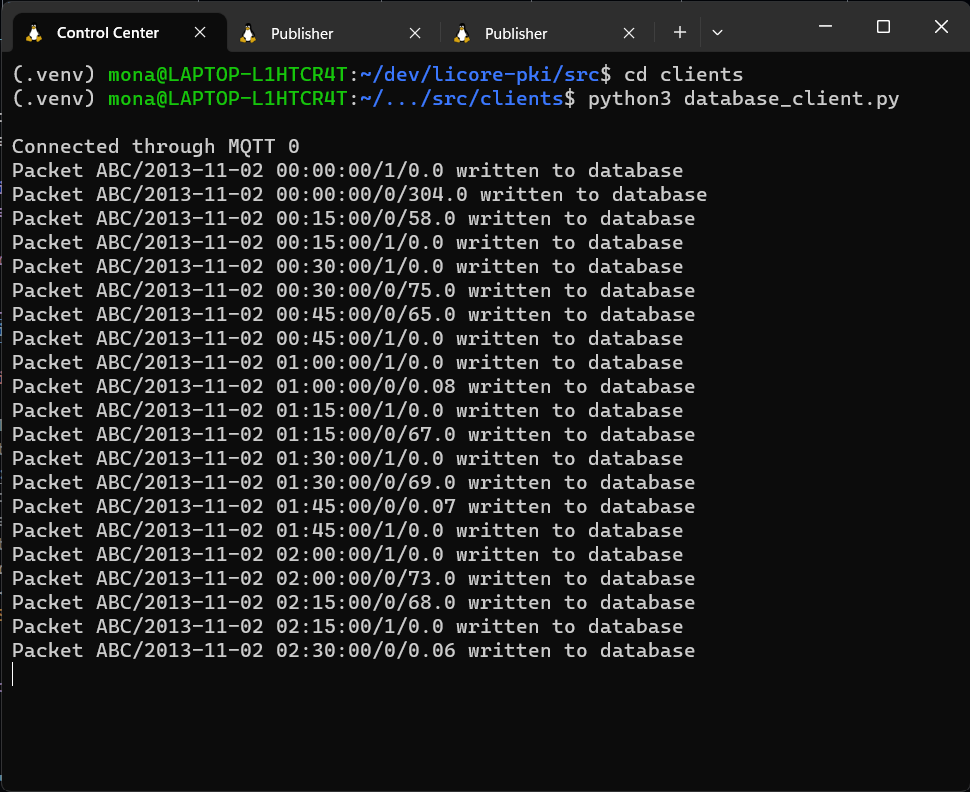 Control Center
Publisher
Publisher
(.venv) mona@LAPTOP-L1HTCR4T:~/dev/licore-pki/src$ cd clients
(.venv) mona@LAPTOP-L1HTCR4T:~/.../src/clients$ python3 database_client.py
Connected through MQTT 0
Packet ABC/2013-11-02 00:00:00/1/0.0 written to database
Packet ABC/2013-11-02 00:00:00/0/304.0 written to database
Packet ABC/2013-11-02 00:15:00/0/58.0 written to database
Packet ABC/2013-11-02 00:15:00/1/0.0 written to database
Packet ABC/2013-11-02 00:30:00/1/0.0 written to database
Packet ABC/2013-11-02 00:30:00/0/75.0 written to database
Packet ABC/2013-11-02 00:45:00/0/65.0 written to database
Packet ABC/2013-11-02 00:45:00/1/0.0 written to database
Packet ABC/2013-11-02 01:00:00/1/0.0 written to database
Packet ABC/2013-11-02 01:00:00/0/0.08 written to database
Packet ABC/2013-11-02 01:15:00/1/0.0 written to database
Packet ABC/2013-11-02 01:15:00/0/67.0 written to database
Packet ABC/2013-11-02 01:30:00/1/0.0 written to database
Packet ABC/2013-11-02 01:30:00/0/69.0 written to database
Packet ABC/2013-11-02 01:45:00/0/0.07 written to database
Packet ABC/2013-11-02 01:45:00/1/0.0 written to database
Packet ABC/2013-11-02 02:00:00/1/0.0 written to database
Packet ABC/2013-11-02 02:00:00/0/73.0 written to database
Packet ABC/2013-11-02 02:15:00/0/68.0 written to database
Packet ABC/2013-11-02 02:15:00/1/0.0 written to database
Packet ABC/2013-11-02 02:30:00/0/0.06 written to database